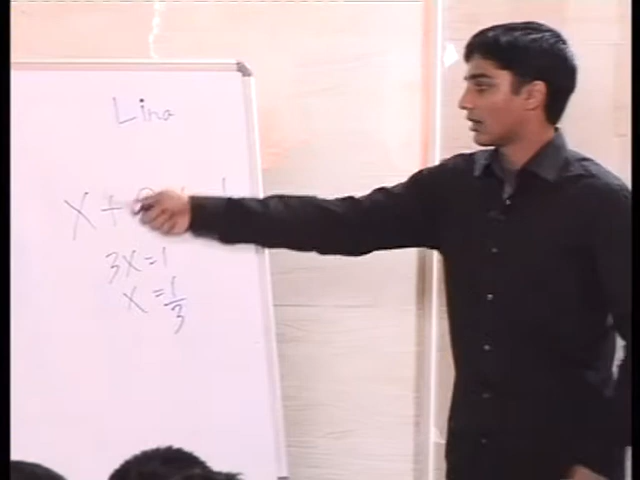 Lina
X +
3X=1
X = 1/3